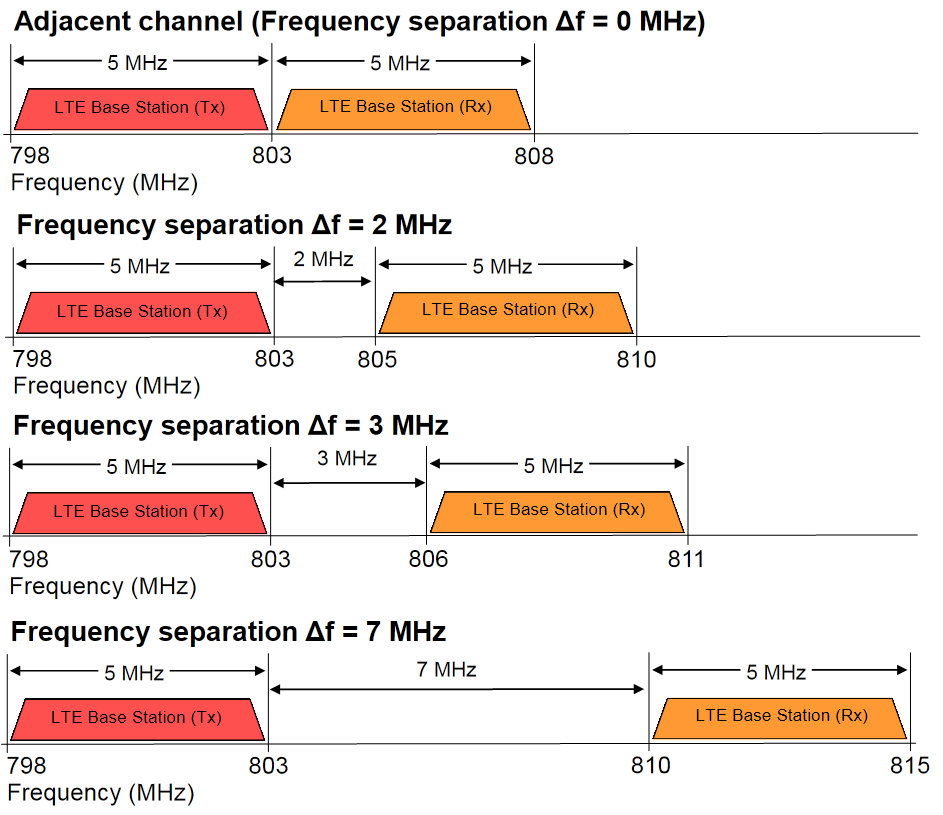 Adjacent channel (Frequency separation Δf = 0 MHz)
5 MHz 5 MHz
LTE Base Station (Tx) LTE Base Station (Rx)
798 803 808
Frequency (MHz)
Frequency separation Δf = 2 MHz
5 MHz 2 MHz 5 MHz
LTE Base Station (Tx) LTE Base Station (Rx)
798 803 805 810
Frequency (MHz)
Frequency separation Δf = 3 MHz
5 MHz 3 MHz 5 MHz
LTE Base Station (Tx) LTE Base Station (Rx)
798 803 806 811
Frequency (MHz)
Frequency separation Δf = 7 MHz
5 MHz 7 MHz 5 MHz
LTE Base Station (Tx) LTE Base Station (Rx)
798 803 810 815
Frequency (MHz)